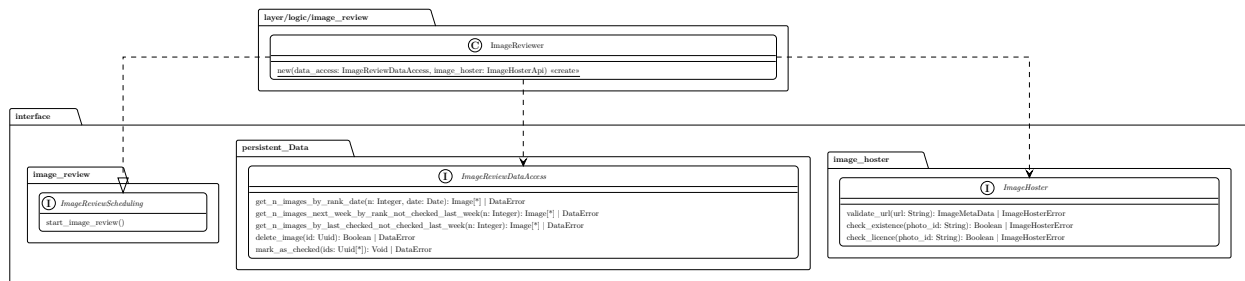 layer/logic/image_review
C ImageReviewer
new(data_access: ImageReviewDataAccess, image_hoster: ImageHosterApi) «create»
interface
image_review
I ImageReviewScheduling
start_image_review()
persistent_Data
I ImageReviewDataAccess
get_n_images_by_rank_date(n: Integer, date: Date): Image[*] | DataError
get_n_images_next_week_by_rank_not_checked_last_week(n: Integer): Image[*] | DataError
get_n_images_by_last_checked_not_checked_last_week(n: Integer): Image[*] | DataError
delete_image(id: Uuid): Boolean | DataError
mark_as_checked(ids: Uuid[*]): Void | DataError
image_hoster
I ImageHoster
validate_url(url: String): ImageMetaData | ImageHosterError
check_existence(photo_id: String): Boolean | ImageHosterError
check_licence(photo_id: String): Boolean | ImageHosterError